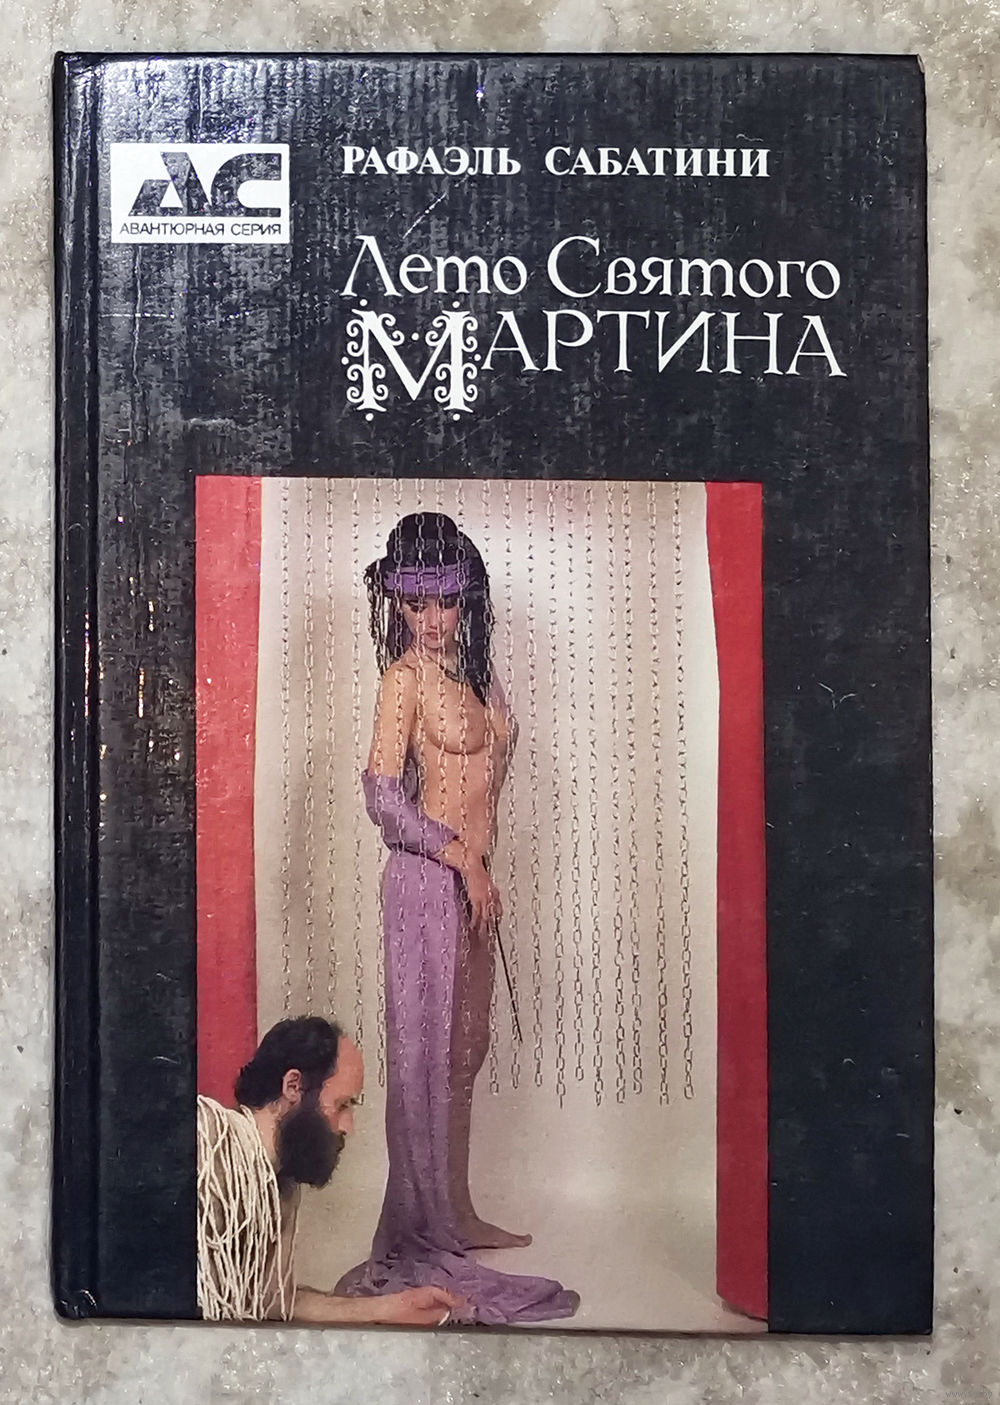 АС
АВАНТЮРНАЯ СЕРИЯ
РАФАЭЛЬ САБАТИНИ
Лето Святого
МАРТИНА